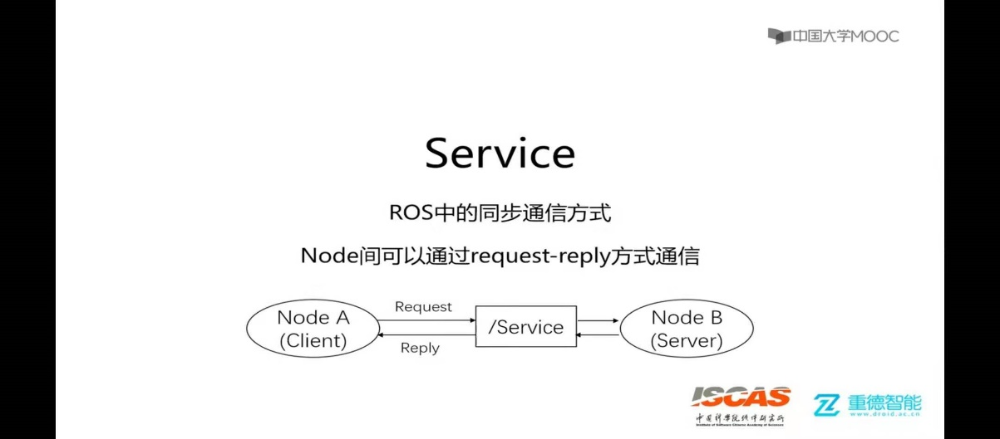 中国大学MOOC
Service
ROS中的同步通信方式
Node间可以通过request-reply方式通信
Node A
(Client)
Request
Reply
/Service
Node B
(Server)
ISCAS
中国科学院软件研究所
Institute of Software Chinese Academy of Sciences
重德智能
www.droid.ac.cn